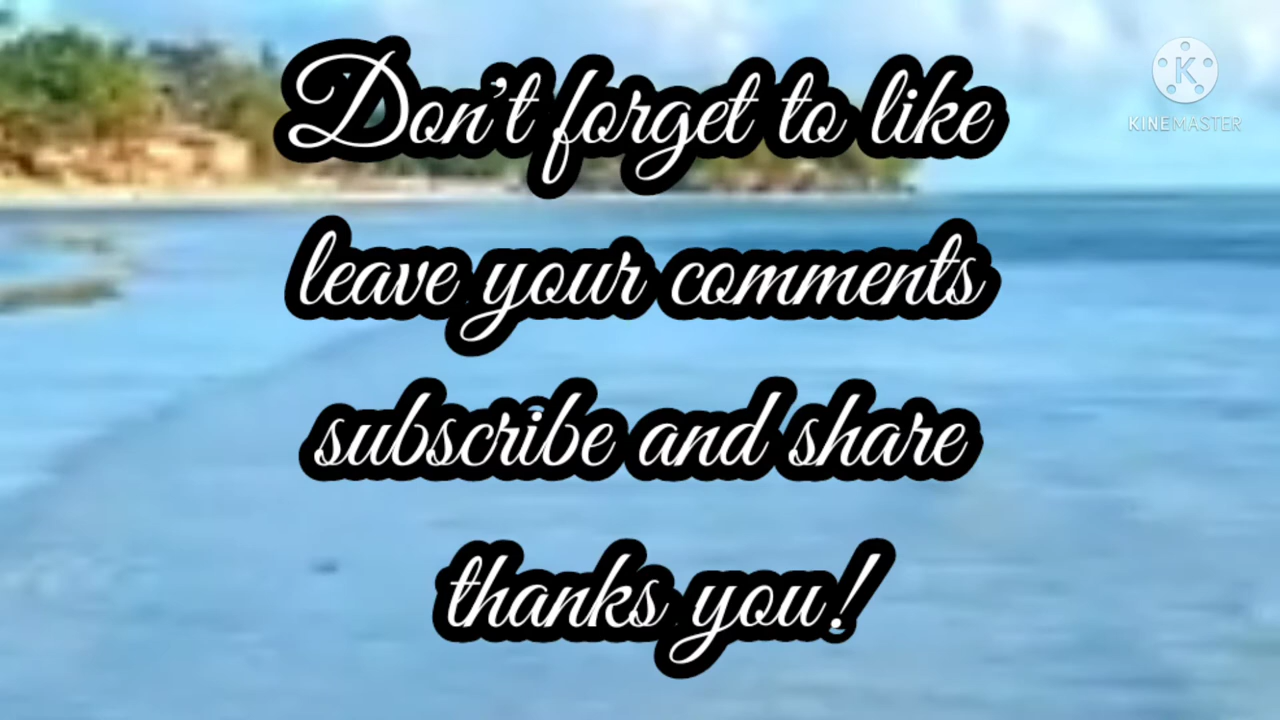 Don't forget to like
leave your comments
subscribe and share
thanks you!
K
KINEMASTER